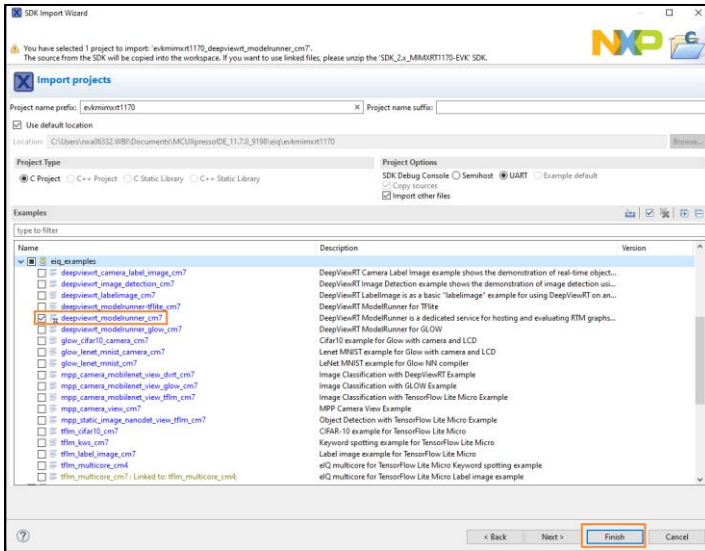 SDK Import Wizard
You have selected 1 project to import: 'evkmimxrt1170_deepviewrt_modelrunner_cm7'.
The source from the SDK will be copied into the workspace. If you want to use linked files, please unzip the 'SDK_2.x_MIMXRT1170-EVK' SDK.
NXP
Import projects
Project name prefix: evkmimxrt1170 Project name suffix:
Use default location
Location: C:\Users\nxa06332.WBI\Documents\MCUXpressoIDE_11.7.0_9198\eiq\evkmimxrt1170 Browse...
Project Type Project Options
C Project C++ Project C Static Library C++ Static Library SDK Debug Console Semihost UART Example default
Copy sources
Import other files
Examples
type to filter
Name Description Version
eiq_examples
deepviewrt_camera_label_image_cm7 DeepViewRT Camera Label Image example shows the demonstration of real-time object...
deepviewrt_image_detection_cm7 DeepViewRT Image Detection example shows the demonstration of image detection usi...
deepviewrt_labelimage_cm7 DeepViewRT LabelImage is as a basic "labelimage" example for using DeepViewRT on an...
deepviewrt_modelrunner-tflite_cm7 DeepViewRT ModelRunner for TFlite
deepviewrt_modelrunner_cm7 DeepViewRT ModelRunner is a dedicated service for hosting and evaluating RTM graphs...
deepviewrt_modelrunner_glow_cm7 DeepViewRT ModelRunner for GLOW
glow_cifar10_camera_cm7 Cifar10 example for Glow with camera and LCD
glow_lenet_mnist_camera_cm7 Lenet MNIST example for Glow with camera and LCD
glow_lenet_mnist_cm7 LeNet MNIST example for Glow NN compiler
mpp_camera_mobilenet_view_dvrt_cm7 Image Classification with DeepViewRT Example
mpp_camera_mobilenet_view_glow_cm7 Image Classification with GLOW Example
mpp_camera_mobilenet_view_tflm_cm7 Image Classification with TensorFlow Lite Micro Example
mpp_camera_view_cm7 MPP Camera View Example
mpp_static_image_nanodet_view_tflm_cm7 Object Detection with TensorFlow Lite Micro
tflm_cifar10_cm7 CIFAR-10 example for TensorFlow Lite Micro
tflm_kws_cm7 Keyword spotting example for TensorFlow Lite Micro
tflm_label_image_cm7 Label image example for TensorFlow Lite Micro
tflm_multicore_cm4 eIQ multicore for TensorFlow Lite Micro Keyword spotting example
tflm_multicore_cm7 : Linked to: tflm_multicore_cm4; eIQ multicore for TensorFlow Lite Micro Label image example
< Back Next > Finish Cancel